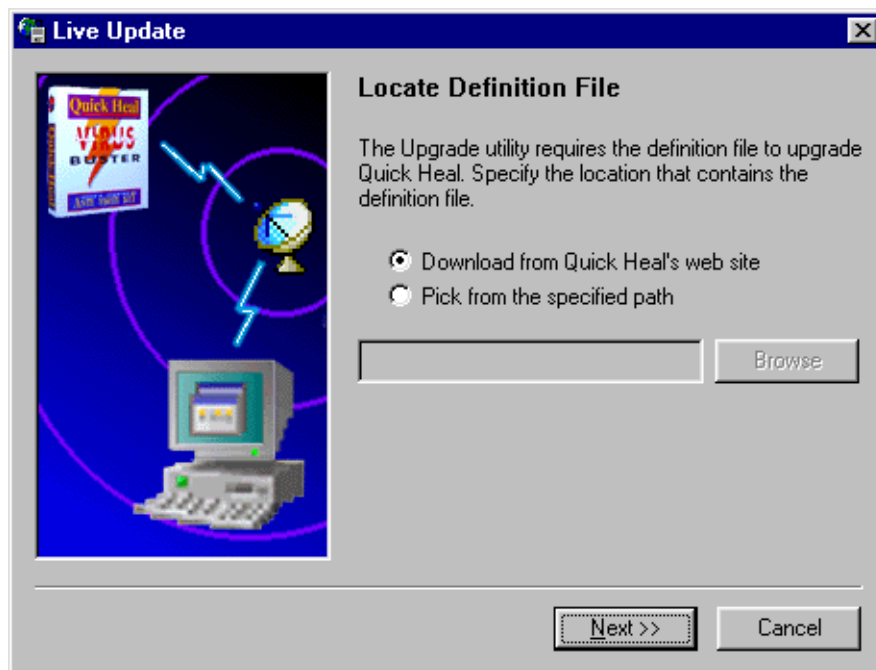 Live Update
Quick Heal
VIRUS
BUSTER
Locate Definition File
The Upgrade utility requires the definition file to upgrade
Quick Heal. Specify the location that contains the
definition file.
Download from Quick Heal's web site
Pick from the specified path
Browse
Next >>
Cancel